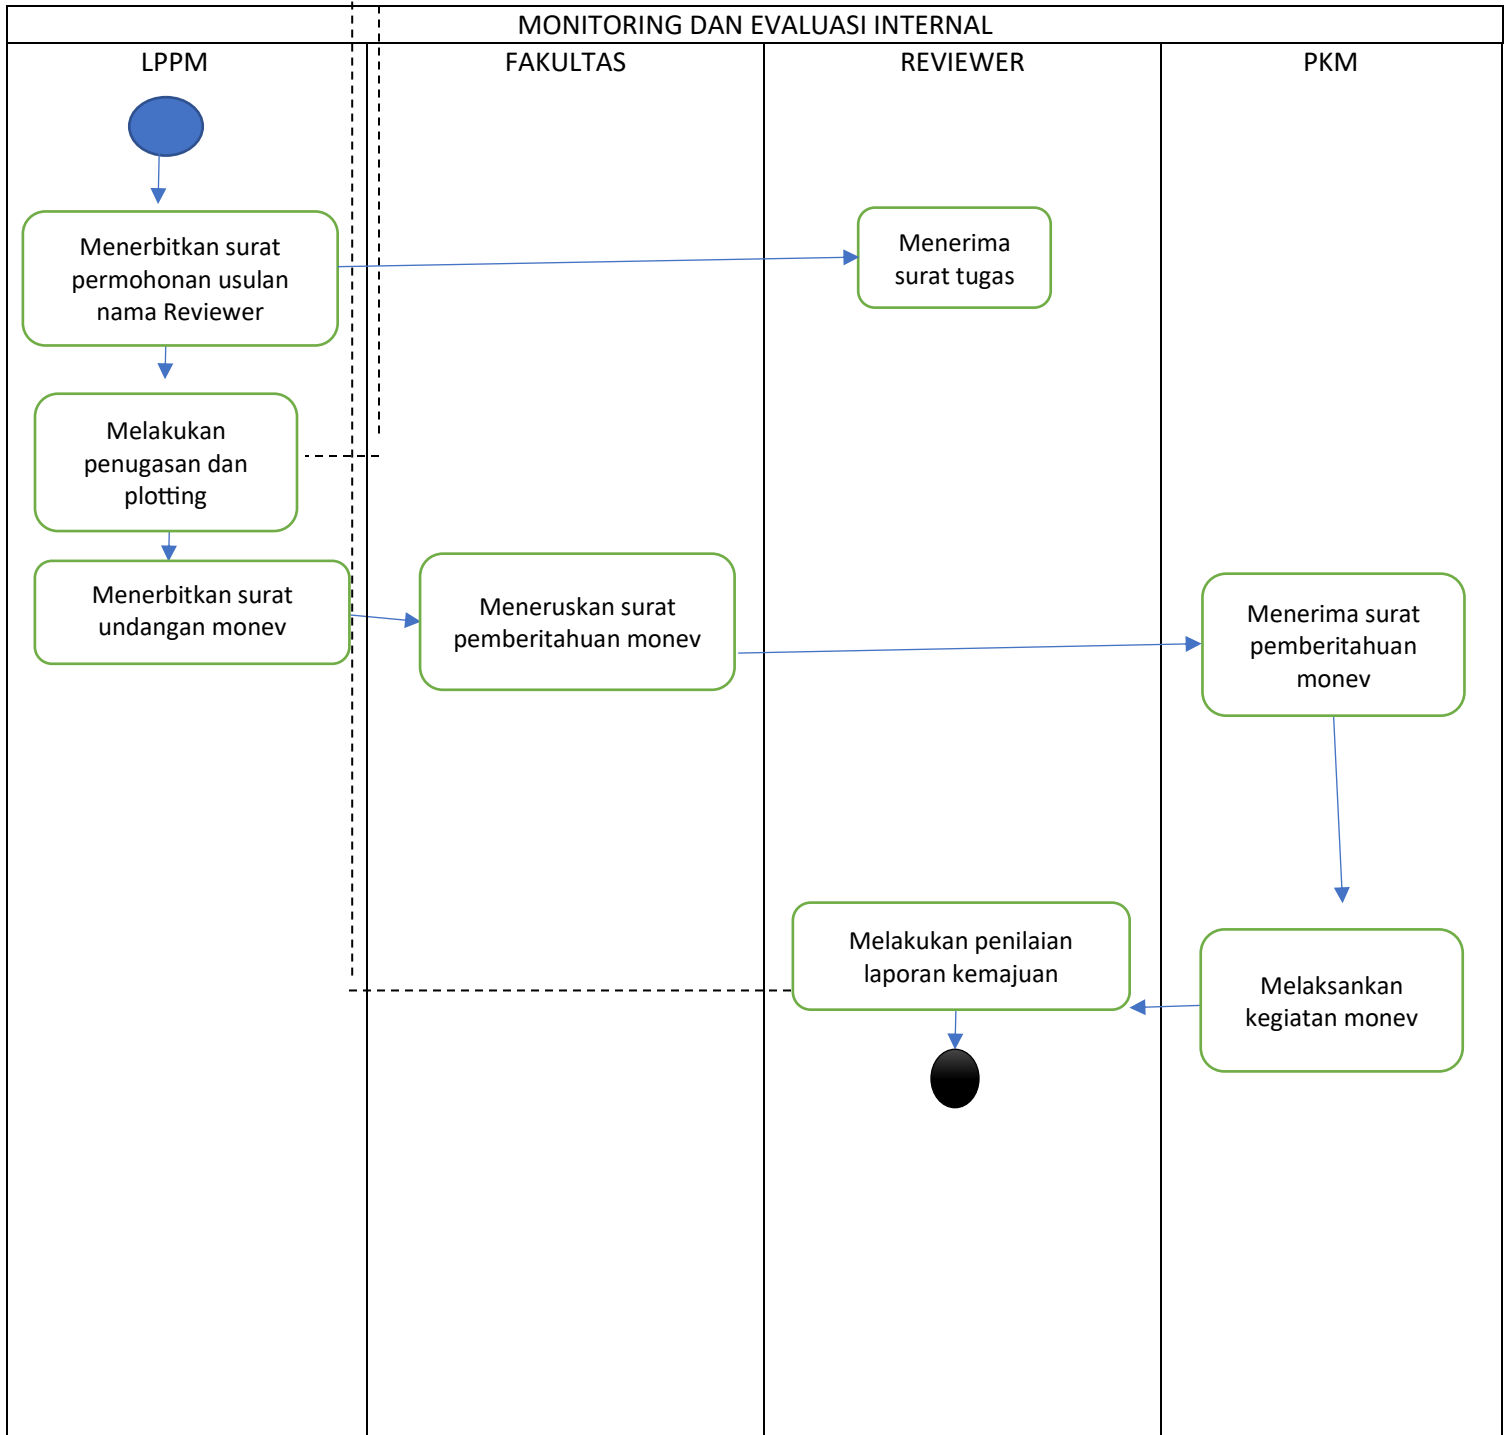 MONITORING DAN EVALUASI INTERNAL
LPPM
FAKULTAS
REVIEWER
PKM
Menerbitkan surat
permohonan usulan
nama Reviewer
Menerima
surat tugas
Melakukan
penugasan dan
plotting
Menerbitkan surat
undangan monev
Meneruskan surat
pemberitahuan monev
Menerima surat
pemberitahuan
monev
Melakukan penilaian
laporan kemajuan
Melaksankan
kegiatan monev